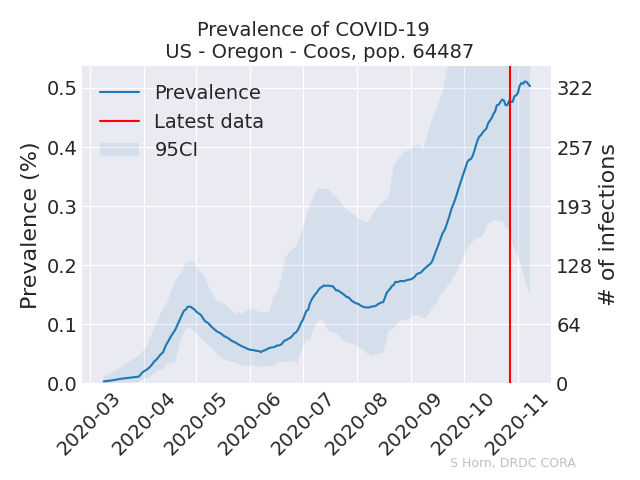 Prevalence of COVID-19
US - Oregon - Coos, pop. 64487
Prevalence
Latest data
95CI
Prevalence (%)
0.5
0.4
0.3
0.2
0.1
0.0
322
257
193
128
64
0
# of infections
2020-03
2020-04
2020-05
2020-06
2020-07
2020-08
2020-09
2020-10
2020-11
S Horn, DRDC CORA